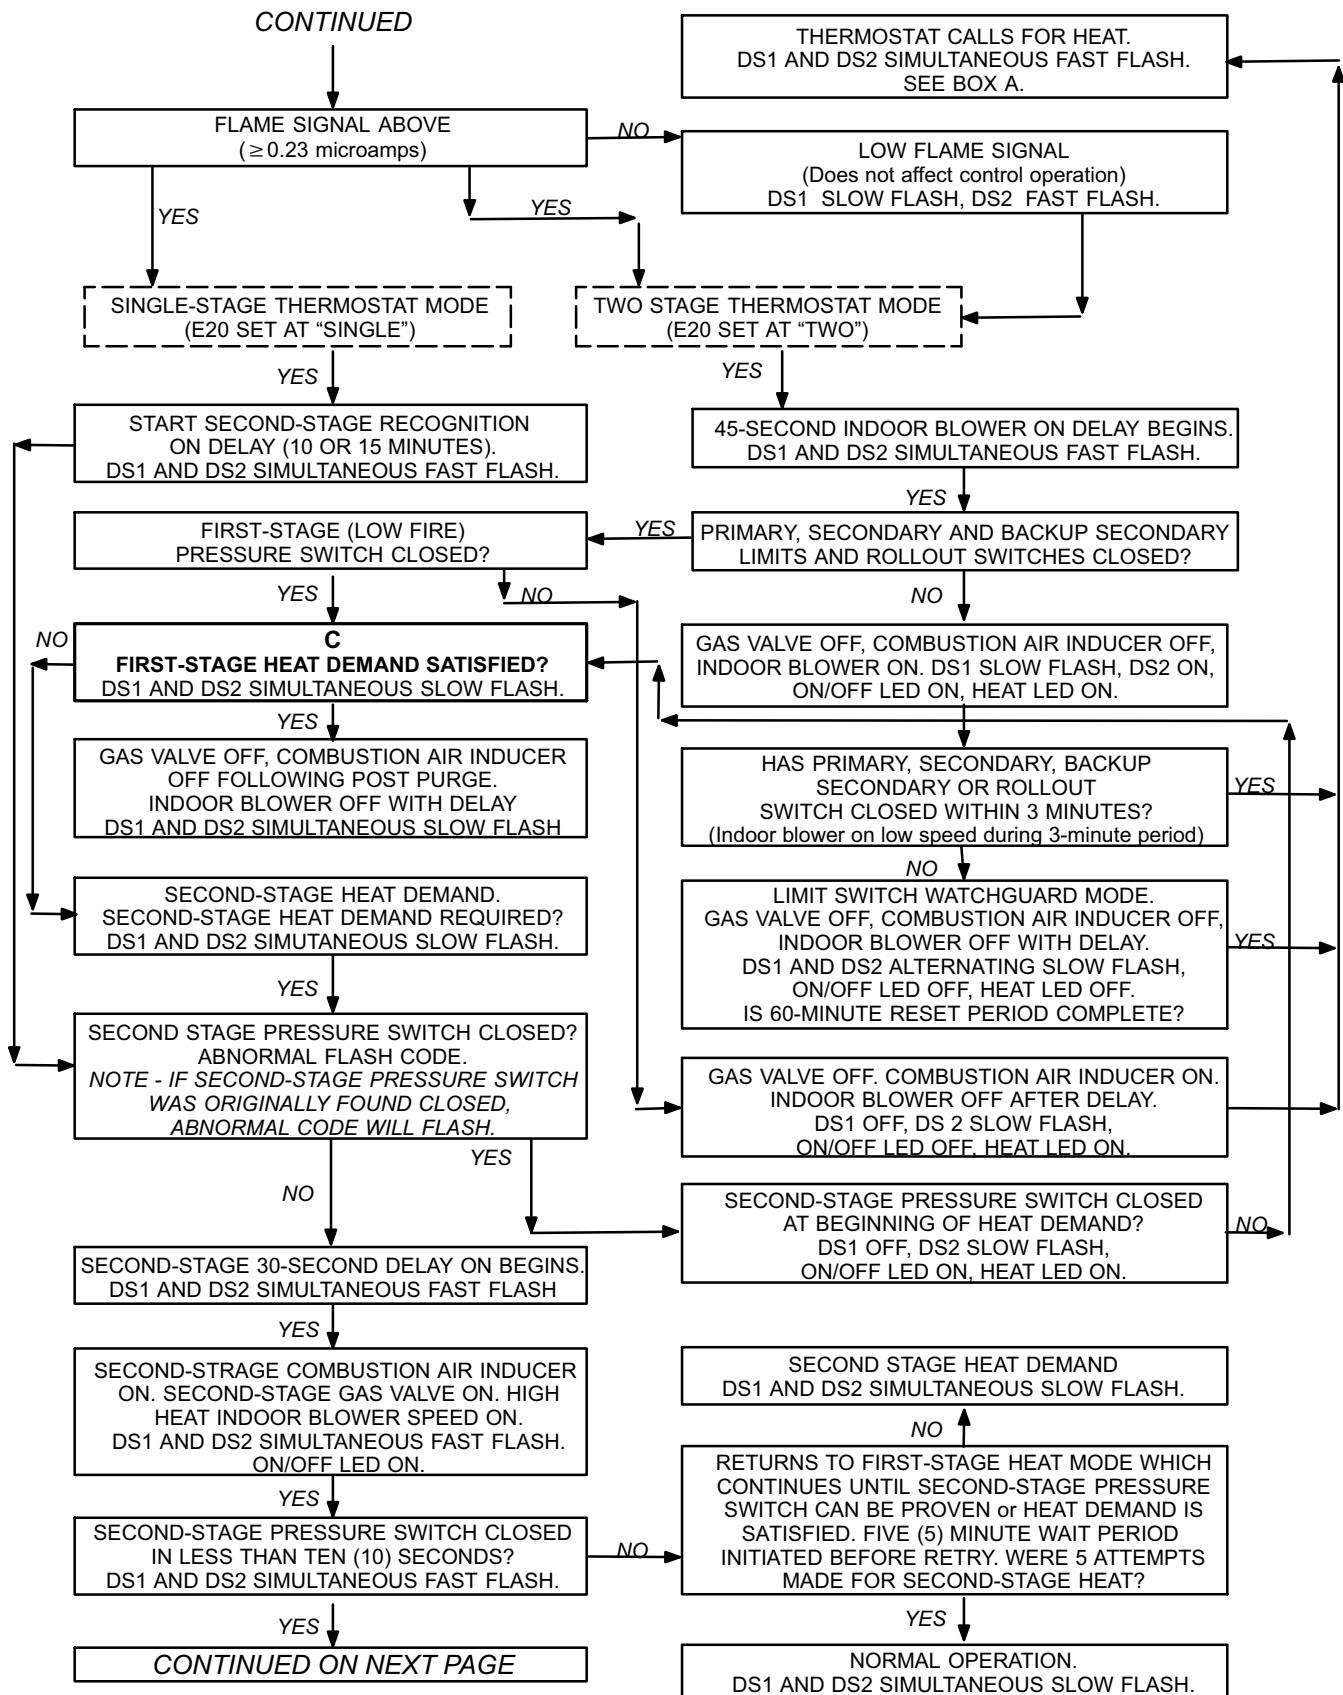 CONTINUED
THERMOSTAT CALLS FOR HEAT.
DS1 AND DS2 SIMULTANEOUS FAST FLASH.
SEE BOX A.
FLAME SIGNAL ABOVE
(≥0.23 microamps)
NO
LOW FLAME SIGNAL
(Does not affect control operation)
DS1 SLOW FLASH, DS2 FAST FLASH.
YES
YES
SINGLE-STAGE THERMOSTAT MODE
(E20 SET AT “SINGLE”)
TWO STAGE THERMOSTAT MODE
(E20 SET AT “TWO”)
YES
YES
START SECOND-STAGE RECOGNITION
ON DELAY (10 OR 15 MINUTES).
DS1 AND DS2 SIMULTANEOUS FAST FLASH.
45-SECOND INDOOR BLOWER ON DELAY BEGINS.
DS1 AND DS2 SIMULTANEOUS FAST FLASH.
YES
FIRST-STAGE (LOW FIRE)
PRESSURE SWITCH CLOSED?
YES
PRIMARY, SECONDARY AND BACKUP SECONDARY
LIMITS AND ROLLOUT SWITCHES CLOSED?
YES
NO
NO
NO
C
FIRST-STAGE HEAT DEMAND SATISFIED?
DS1 AND DS2 SIMULTANEOUS SLOW FLASH.
GAS VALVE OFF, COMBUSTION AIR INDUCER OFF,
INDOOR BLOWER ON. DS1 SLOW FLASH, DS2 ON,
ON/OFF LED ON, HEAT LED ON.
YES
GAS VALVE OFF, COMBUSTION AIR INDUCER
OFF FOLLOWING POST PURGE.
INDOOR BLOWER OFF WITH DELAY
DS1 AND DS2 SIMULTANEOUS SLOW FLASH
HAS PRIMARY, SECONDARY, BACKUP
SECONDARY OR ROLLOUT
SWITCH CLOSED WITHIN 3 MINUTES?
(Indoor blower on low speed during 3-minute period)
YES
NO
SECOND-STAGE HEAT DEMAND.
SECOND-STAGE HEAT DEMAND REQUIRED?
DS1 AND DS2 SIMUTANEOUS SLOW FLASH.
LIMIT SWITCH WATCHGUARD MODE.
GAS VALVE OFF, COMBUSTION AIR INDUCER OFF,
INDOOR BLOWER OFF WITH DELAY.
DS1 AND DS2 ALTERNATING SLOW FLASH,
ON/OFF LED OFF, HEAT LED OFF.
IS 60-MINUTE RESET PERIOD COMPLETE?
YES
YES
SECOND STAGE PRESSURE SWITCH CLOSED?
ABNORMAL FLASH CODE.
NOTE - IF SECOND-STAGE PRESSURE SWITCH
WAS ORIGINALLY FOUND CLOSED,
ABNORMAL CODE WILL FLASH.
GAS VALVE OFF. COMBUSTION AIR INDUCER ON.
INDOOR BLOWER OFF AFTER DELAY.
DS1 OFF, DS 2 SLOW FLASH,
ON/OFF LED OFF, HEAT LED ON.
YES
NO
SECOND-STAGE PRESSURE SWITCH CLOSED
AT BEGINNING OF HEAT DEMAND?
DS1 OFF, DS2 SLOW FLASH,
ON/OFF LED ON, HEAT LED ON.
NO
SECOND-STAGE 30-SECOND DELAY ON BEGINS.
DS1 AND DS2 SIMULTANEOUS FAST FLASH
YES
SECOND-STRAGE COMBUSTION AIR INDUCER
ON. SECOND-STAGE GAS VALVE ON. HIGH
HEAT INDOOR BLOWER SPEED ON.
DS1 AND DS2 SIMULTANEOUS FAST FLASH.
ON/OFF LED ON.
SECOND STAGE HEAT DEMAND
DS1 AND DS2 SIMULTANEOUS SLOW FLASH.
NO
YES
RETURNS TO FIRST-STAGE HEAT MODE WHICH
CONTINUES UNTIL SECOND-STAGE PRESSURE
SWITCH CAN BE PROVEN or HEAT DEMAND IS
SATISFIED. FIVE (5) MINUTE WAIT PERIOD
INITIATED BEFORE RETRY. WERE 5 ATTEMPTS
MADE FOR SECOND-STAGE HEAT?
SECOND-STAGE PRESSURE SWITCH CLOSED
IN LESS THAN TEN (10) SECONDS?
DS1 AND DS2 SIMULTANEOUS FAST FLASH.
NO
YES
YES
CONTINUED ON NEXT PAGE
NORMAL OPERATION.
DS1 AND DS2 SIMULTANEOUS SLOW FLASH.